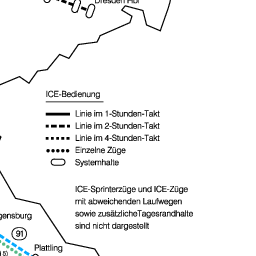 Dresden Hbf
ICE-Bedienung
Linie im 1-Stunden-Takt
Linie im 2-Stunden-Takt
Linie im 4-Stunden-Takt
Einzelne Züge
Systemhalte
ICE-Sprinterzüge und ICE-Züge
mit abweichenden Laufwegen
sowie zusätzlicheTagesrandhalte
sind nicht dargestellt
gensburg
91
Plattling